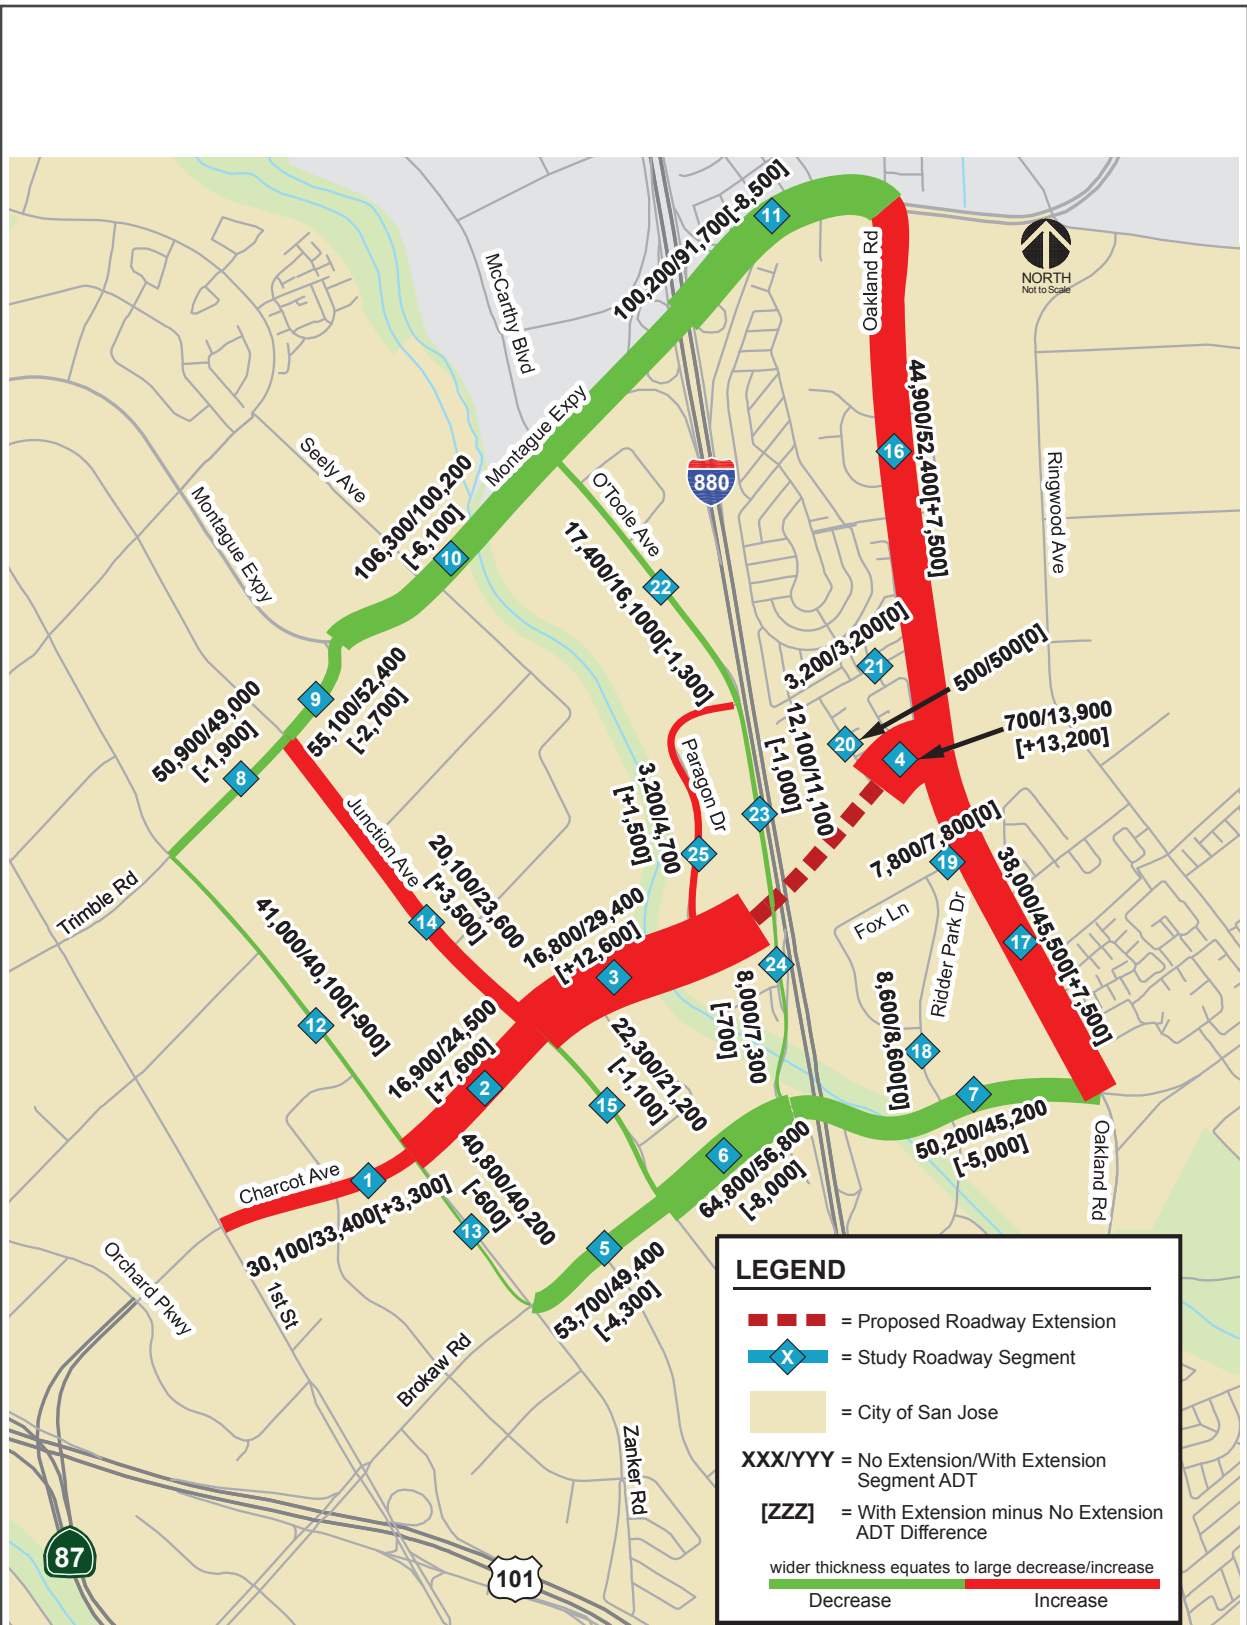 100,200/91,700[-8,500]
11
Oakland Rd
NORTH
Not to Scale
McCarthy Blvd
44,900/52,400[+7,500]
16
Montague Expy
Seely Ave
880
Ringwood Ave
O'Toole Ave
106,300/100,200
[-6,100]
10
Montague Expy
17,400/16,1000[-1,300]
22
3,200/3,200[0]
21
500/500[0]
20
700/13,900
[+13,200]
4
9
55,100/52,400
[-2,700]
50,900/49,000
[-1,900]
8
12,100/11,100
[-1,000]
23
Paragon Dr
3,200/4,700
[+1,500]
25
Junction Ave
20,100/23,600
[+3,500]
14
7,800/7,800[0]
19
38,000/45,500[+7,500]
17
Trimble Rd
41,000/40,100[-900]
12
16,800/29,400
[+12,600]
3
Fox Ln
Ridder Park Dr
24
8,000/7,300
[-700]
8,600/8,600[0]
18
16,900/24,500
[+7,600]
2
22,300/21,200
[-1,100]
15
7
50,200/45,200
[-5,000]
6
64,800/56,800
[-8,000]
Oakland Rd
Charcot Ave
1
30,100/33,400[+3,300]
40,800/40,200
[-600]
13
5
53,700/49,400
[-4,300]
Orchard Pkwy
1st St
Brokaw Rd
Zanker Rd
87
101
LEGEND
= Proposed Roadway Extension
X = Study Roadway Segment
= City of San Jose
XXX/YYY = No Extension/With Extension
Segment ADT
[ZZZ] = With Extension minus No Extension
ADT Difference
wider thickness equates to large decrease/increase
Decrease Increase